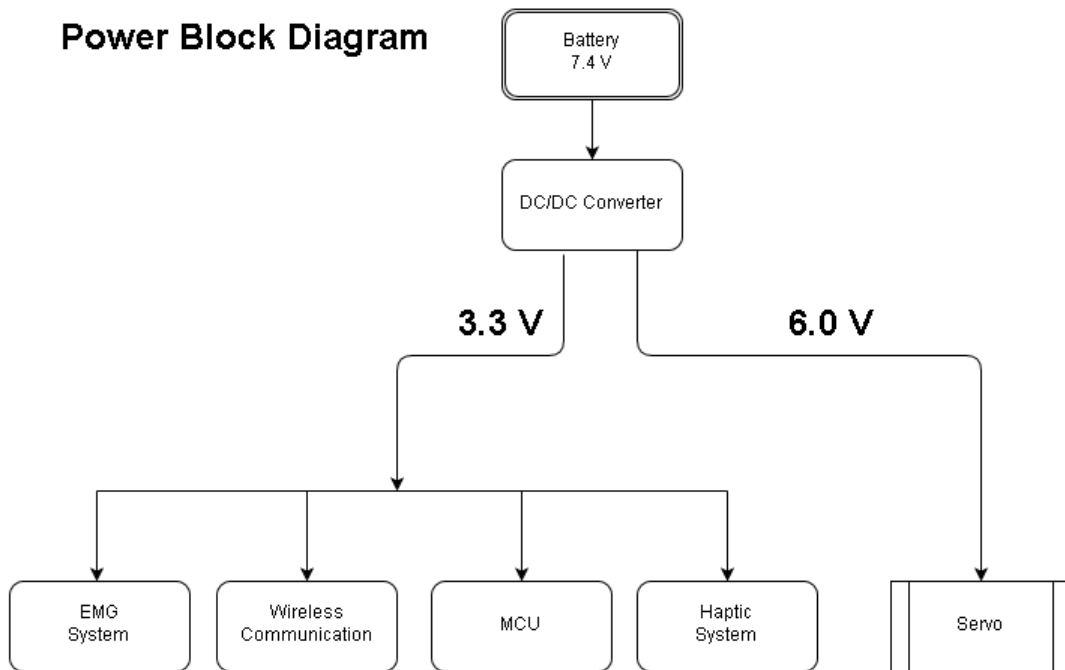 Power Block Diagram
Battery
7.4 V
DC/DC Converter
3.3 V
6.0 V
EMG
System
Wireless
Communication
MCU
Haptic
System
Servo